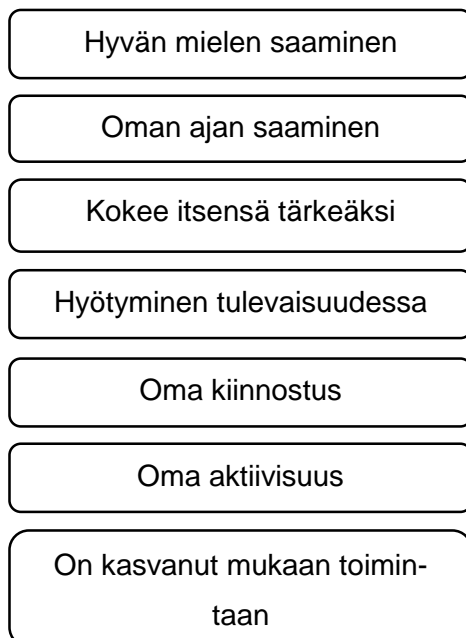 Hyvän mielen saaminen
Oman ajan saaminen
Kokee itsensä tärkeäksi
Hyötyminen tulevaisuudessa
Oma kiinnostus
Oma aktiivisuus
On kasvanut mukaan toimin-
taan